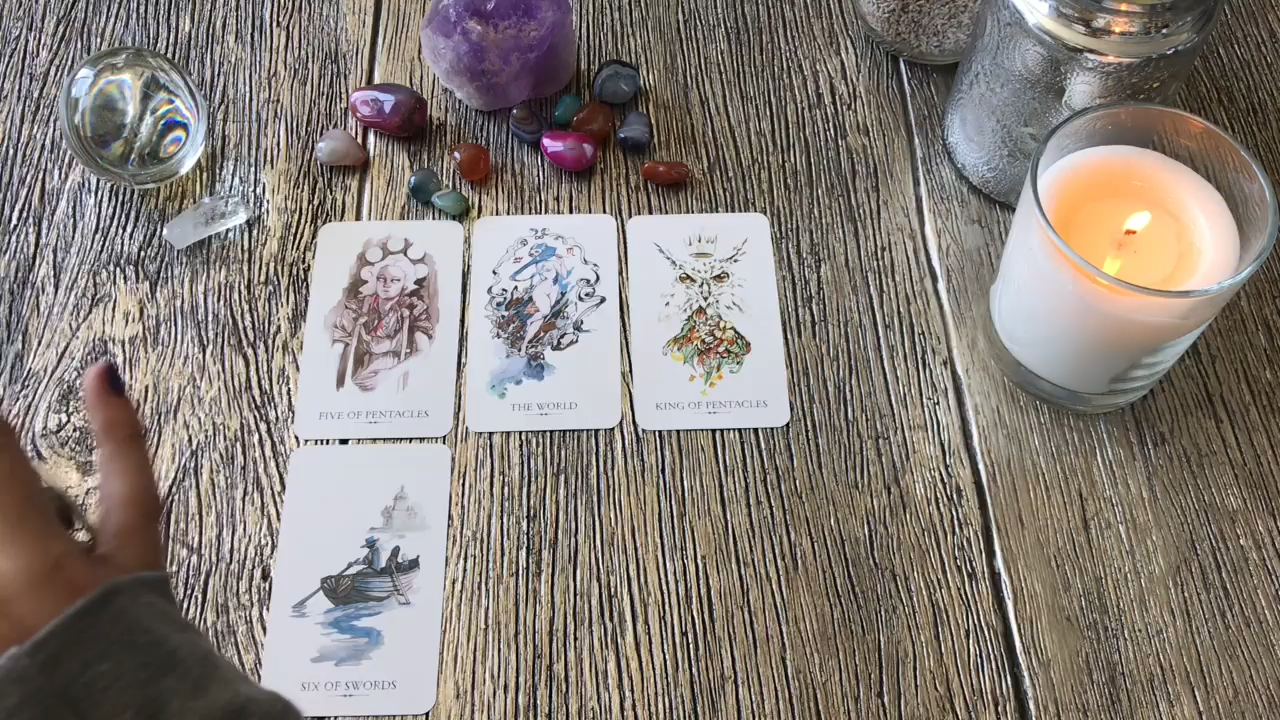 FIVE OF PENTACLES
THE WORLD
KING OF PENTACLES
SIX OF SWORDS